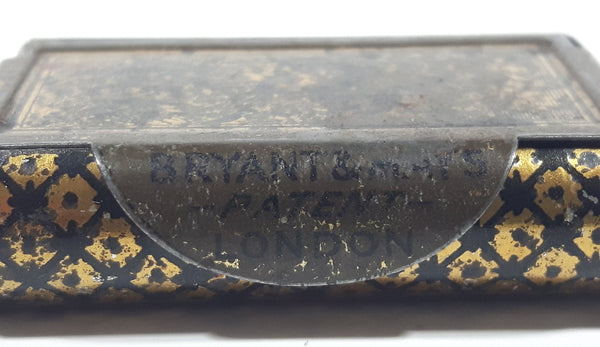 BRYANT & MAY'S
-PATENT-
LONDON